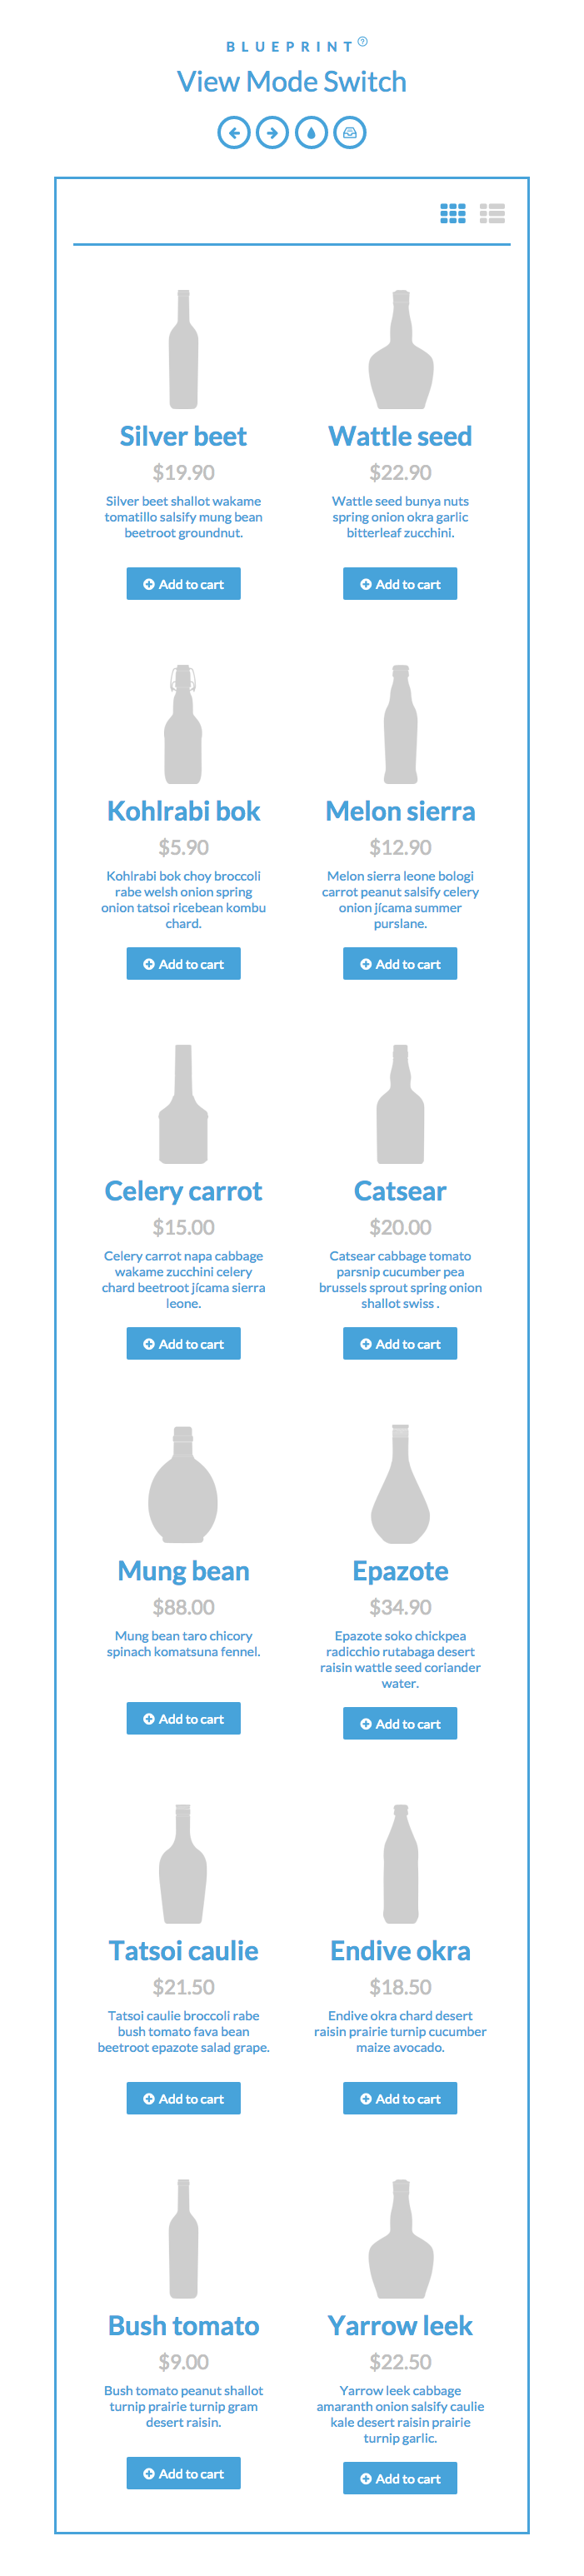 BLUEPRINT
View Mode Switch
Silver beet
$19.90
Silver beet shallot wakame
tomatillo salsify mung bean
beetroot groundnut.
Add to cart
Wattle seed
$22.90
Wattle seed bunya nuts
spring onion okra garlic
bitterleaf zucchini.
Add to cart
Kohlrabi bok
$5.90
Kohlrabi bok choy broccoli
rabe welsh onion spring
onion tatsoi ricebean kombu
chard.
Add to cart
Melon sierra
$12.90
Melon sierra leone bologi
carrot peanut salsify celery
onion jícama summer
purslane.
Add to cart
Celery carrot
$15.00
Celery carrot napa cabbage
wakame zucchini celery
chard beetroot jícama sierra
leone.
Add to cart
Catsear
$20.00
Catsear cabbage tomato
parsnip cucumber pea
brussels sprout spring onion
shallot swiss .
Add to cart
Mung bean
$88.00
Mung bean taro chicory
spinach komatsuna fennel.
Add to cart
Epazote
$34.90
Epazote soko chickpea
radicchio rutabaga desert
raisin wattle seed coriander
water.
Add to cart
Tatsoi caulie
$21.50
Tatsoi caulie broccoli rabe
bush tomato fava bean
beetroot epazote salad grape.
Add to cart
Endive okra
$18.50
Endive okra chard desert
raisin prairie turnip cucumber
maize avocado.
Add to cart
Bush tomato
$9.00
Bush tomato peanut shallot
turnip prairie turnip gram
desert raisin.
Add to cart
Yarrow leek
$22.50
Yarrow leek cabbage
amaranth onion salsify caulie
kale desert raisin prairie
turnip garlic.
Add to cart